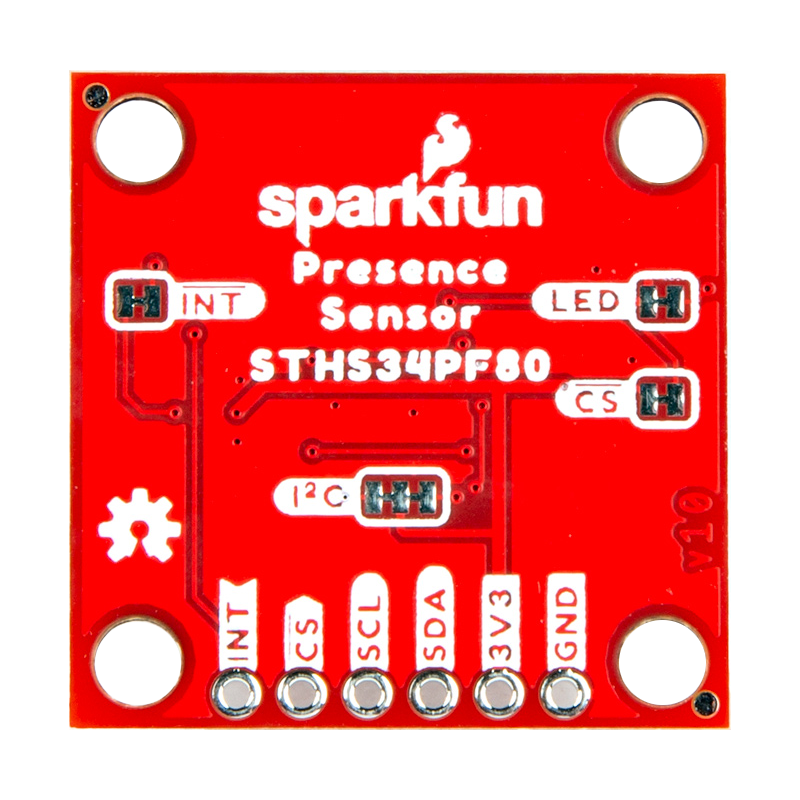 sparkfun
Presence
Sensor
STHS34PF80
INT
LED
CS
I²C
v10
INT
CS
SCL
SDA
3V3
GND